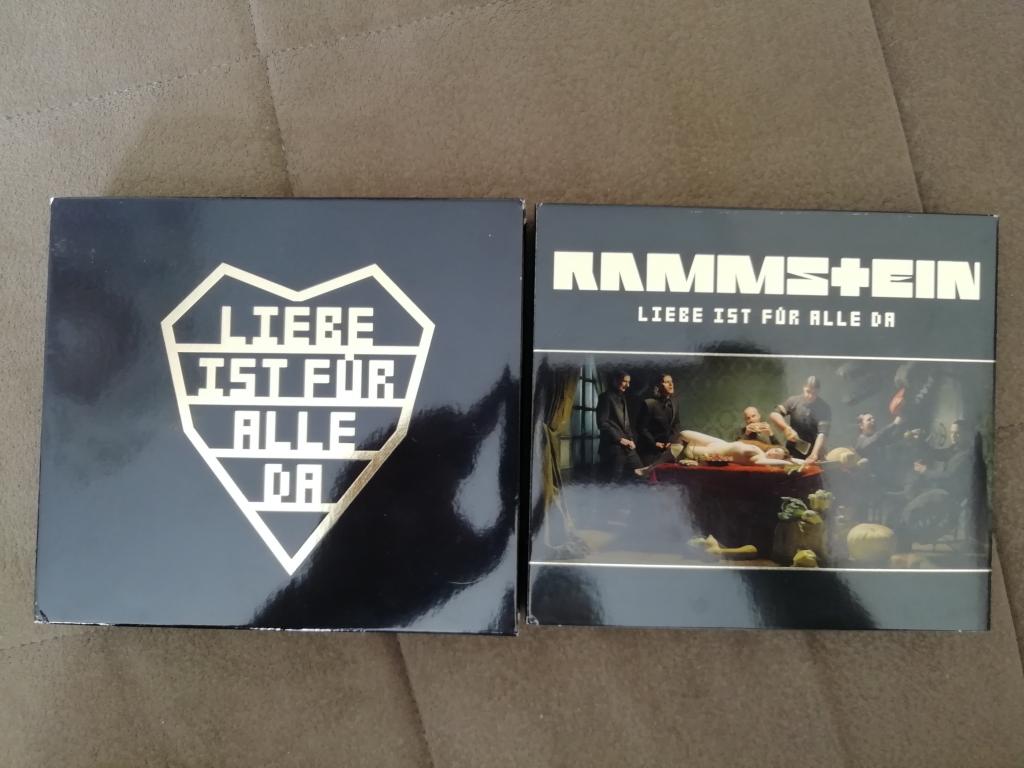 LIEBE
IST FÜR
ALLE
DA
RAMMSTEIN
LIEBE IST FÜR ALLE DA